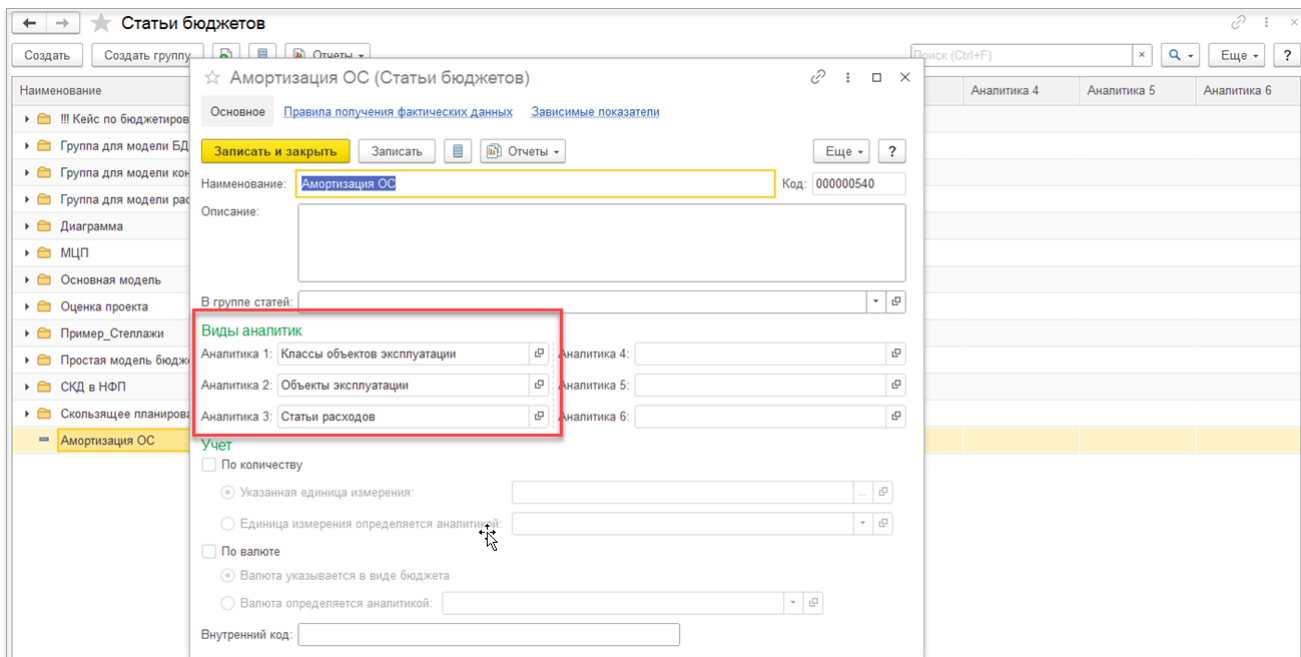 Статьи бюджетов
Создать Создать группу Отчеты Поиск (Ctrl+F) Еще ?
Наименование Аналитика 4 Аналитика 5 Аналитика 6
!!! Кейс по бюджетиров
Группа для модели БД
Группа для модели кон
Группа для модели рас
Диаграмма
МЦП
Основная модель
Оценка проекта
Пример_Стеллажи
Простая модель бюдж
СКД в НФП
Скользящее планирова
Амортизация ОС
Амортизация ОС (Статьи бюджетов)
Основное Правила получения фактических данных Зависимые показатели
Записать и закрыть Записать Отчеты Еще ?
Наименование: Амортизация ОС Код: 000000540
Описание:
В группе статей:
Виды аналитик
Аналитика 1: Классы объектов эксплуатации Аналитика 4:
Аналитика 2: Объекты эксплуатации Аналитика 5:
Аналитика 3: Статьи расходов Аналитика 6:
Учет
По количеству
Указанная единица измерения: ...
Единица измерения определяется аналитикой:
По валюте
Валюта указывается в виде бюджета
Валюта определяется аналитикой:
Внутренний код: